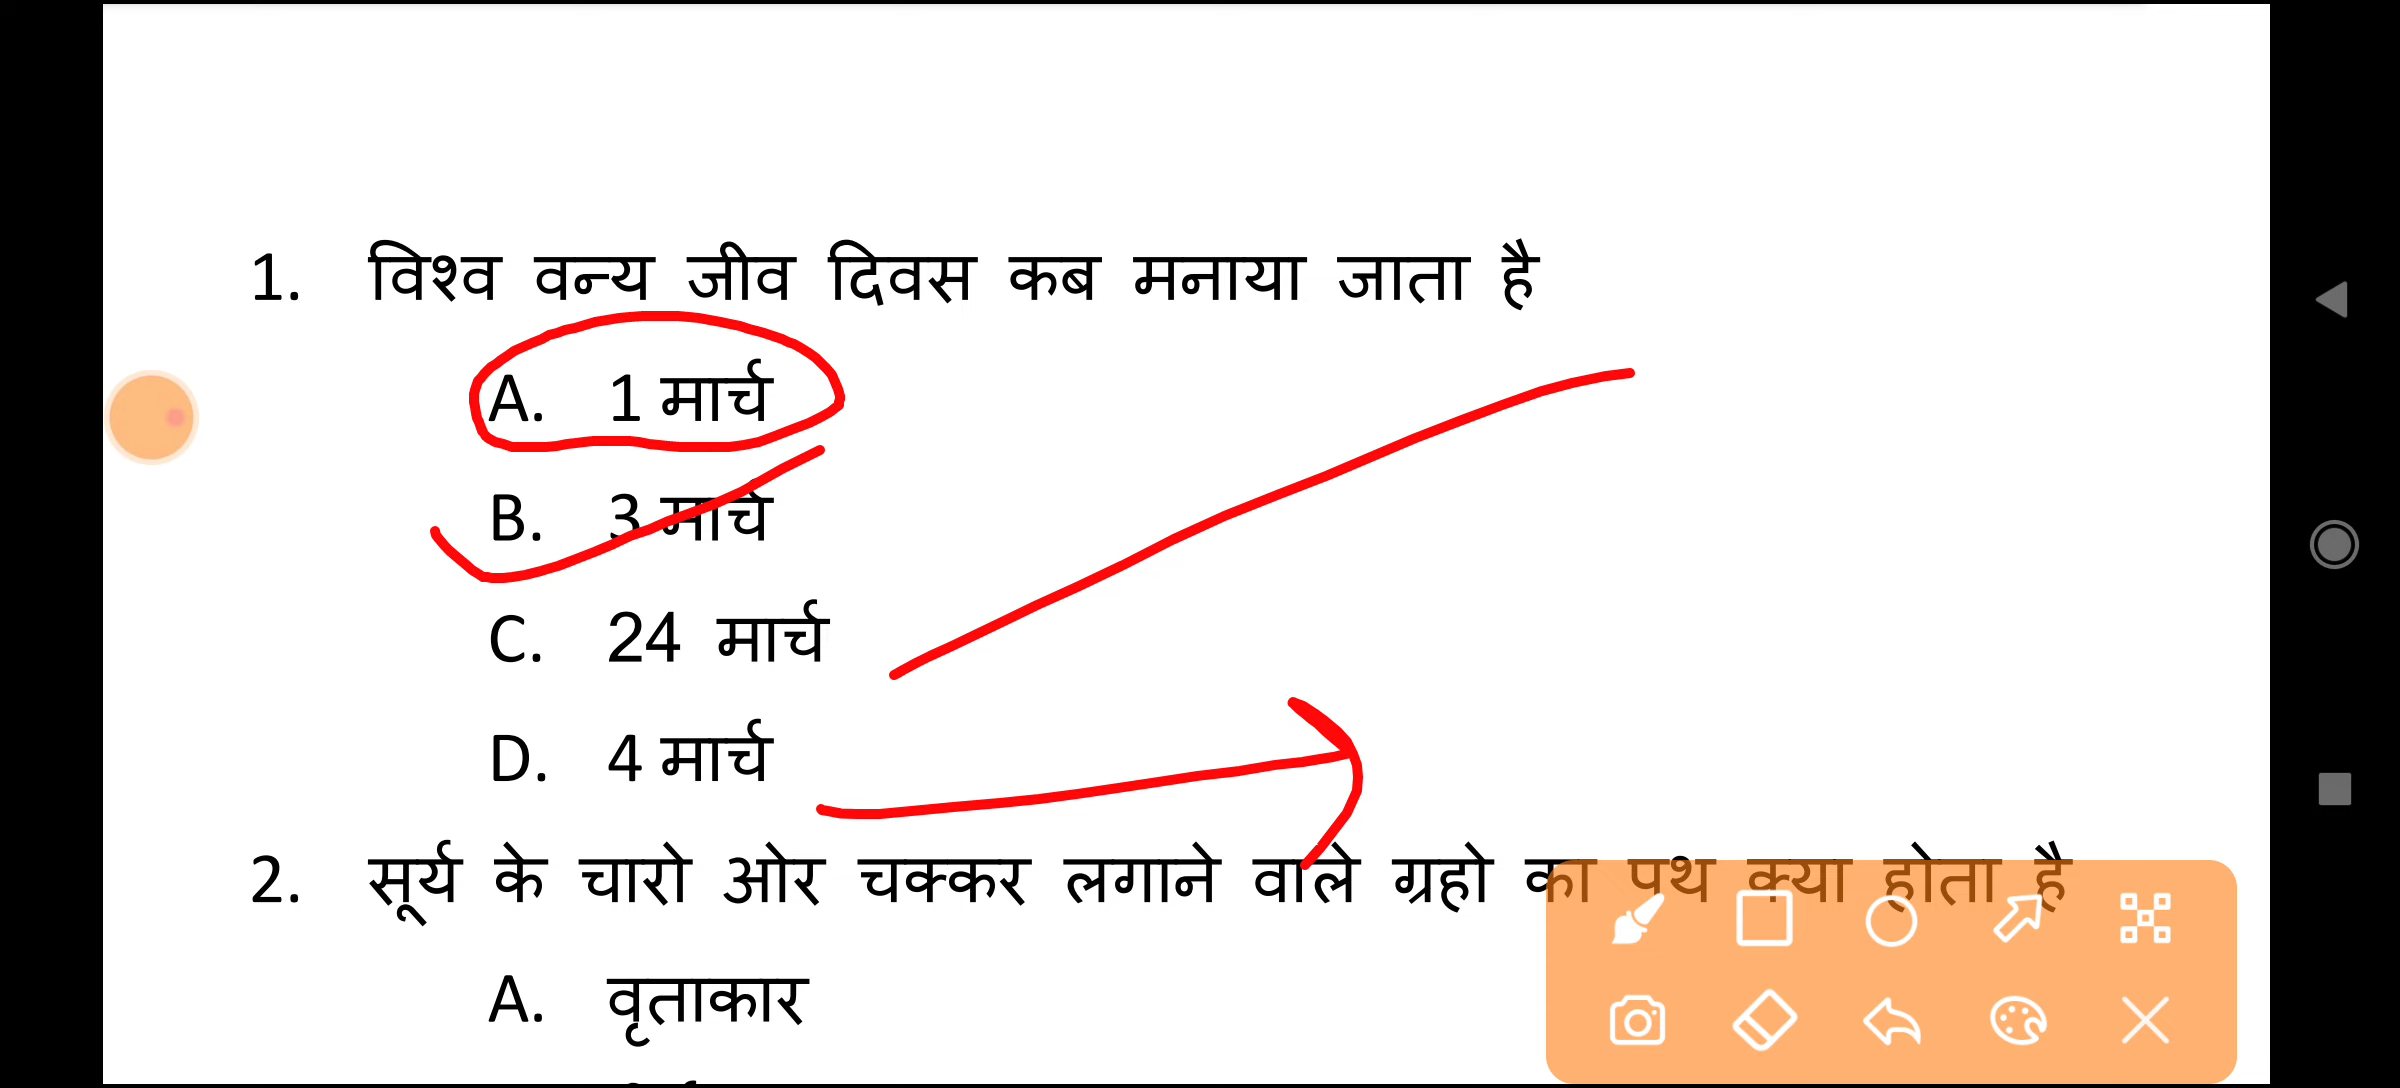 1. विश्व वन्य जीव दिवस कब मनाया जाता है
A. 1 मार्च
B. 3 मार्च
C. 24 मार्च
D. 4 मार्च
2. सूर्य के चारो ओर चक्कर लगाने वाले ग्रहो का पथ क्या होता है
A. वृताकार